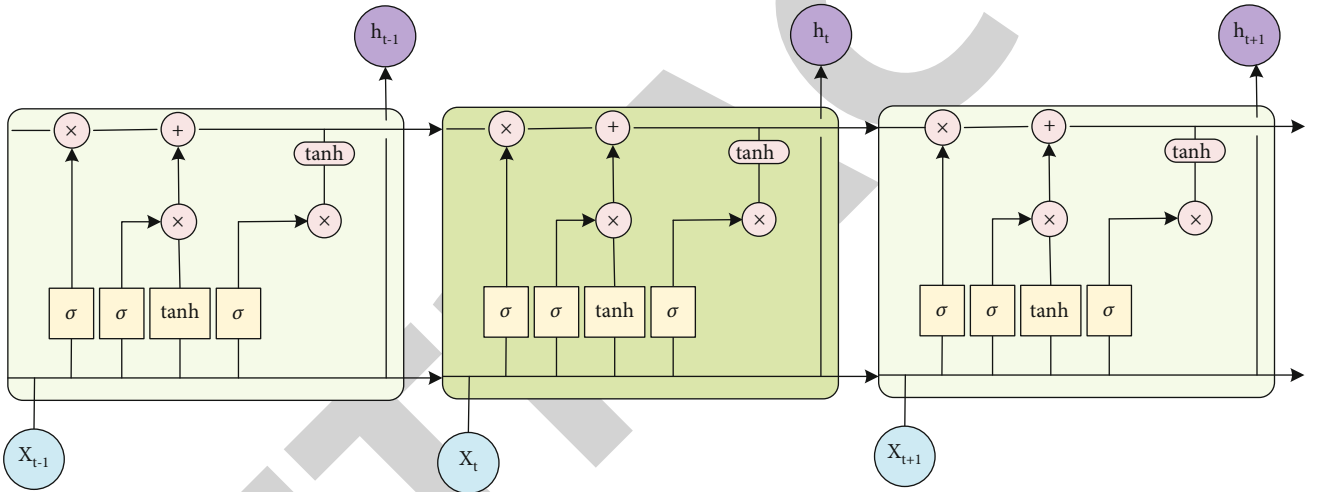 h_{t-1} h_t h_{t+1}
× + × + × +
tanh tanh tanh
× × × × × ×
σ σ tanh σ σ σ tanh σ σ σ tanh σ
X_{t-1} X_t X_{t+1}